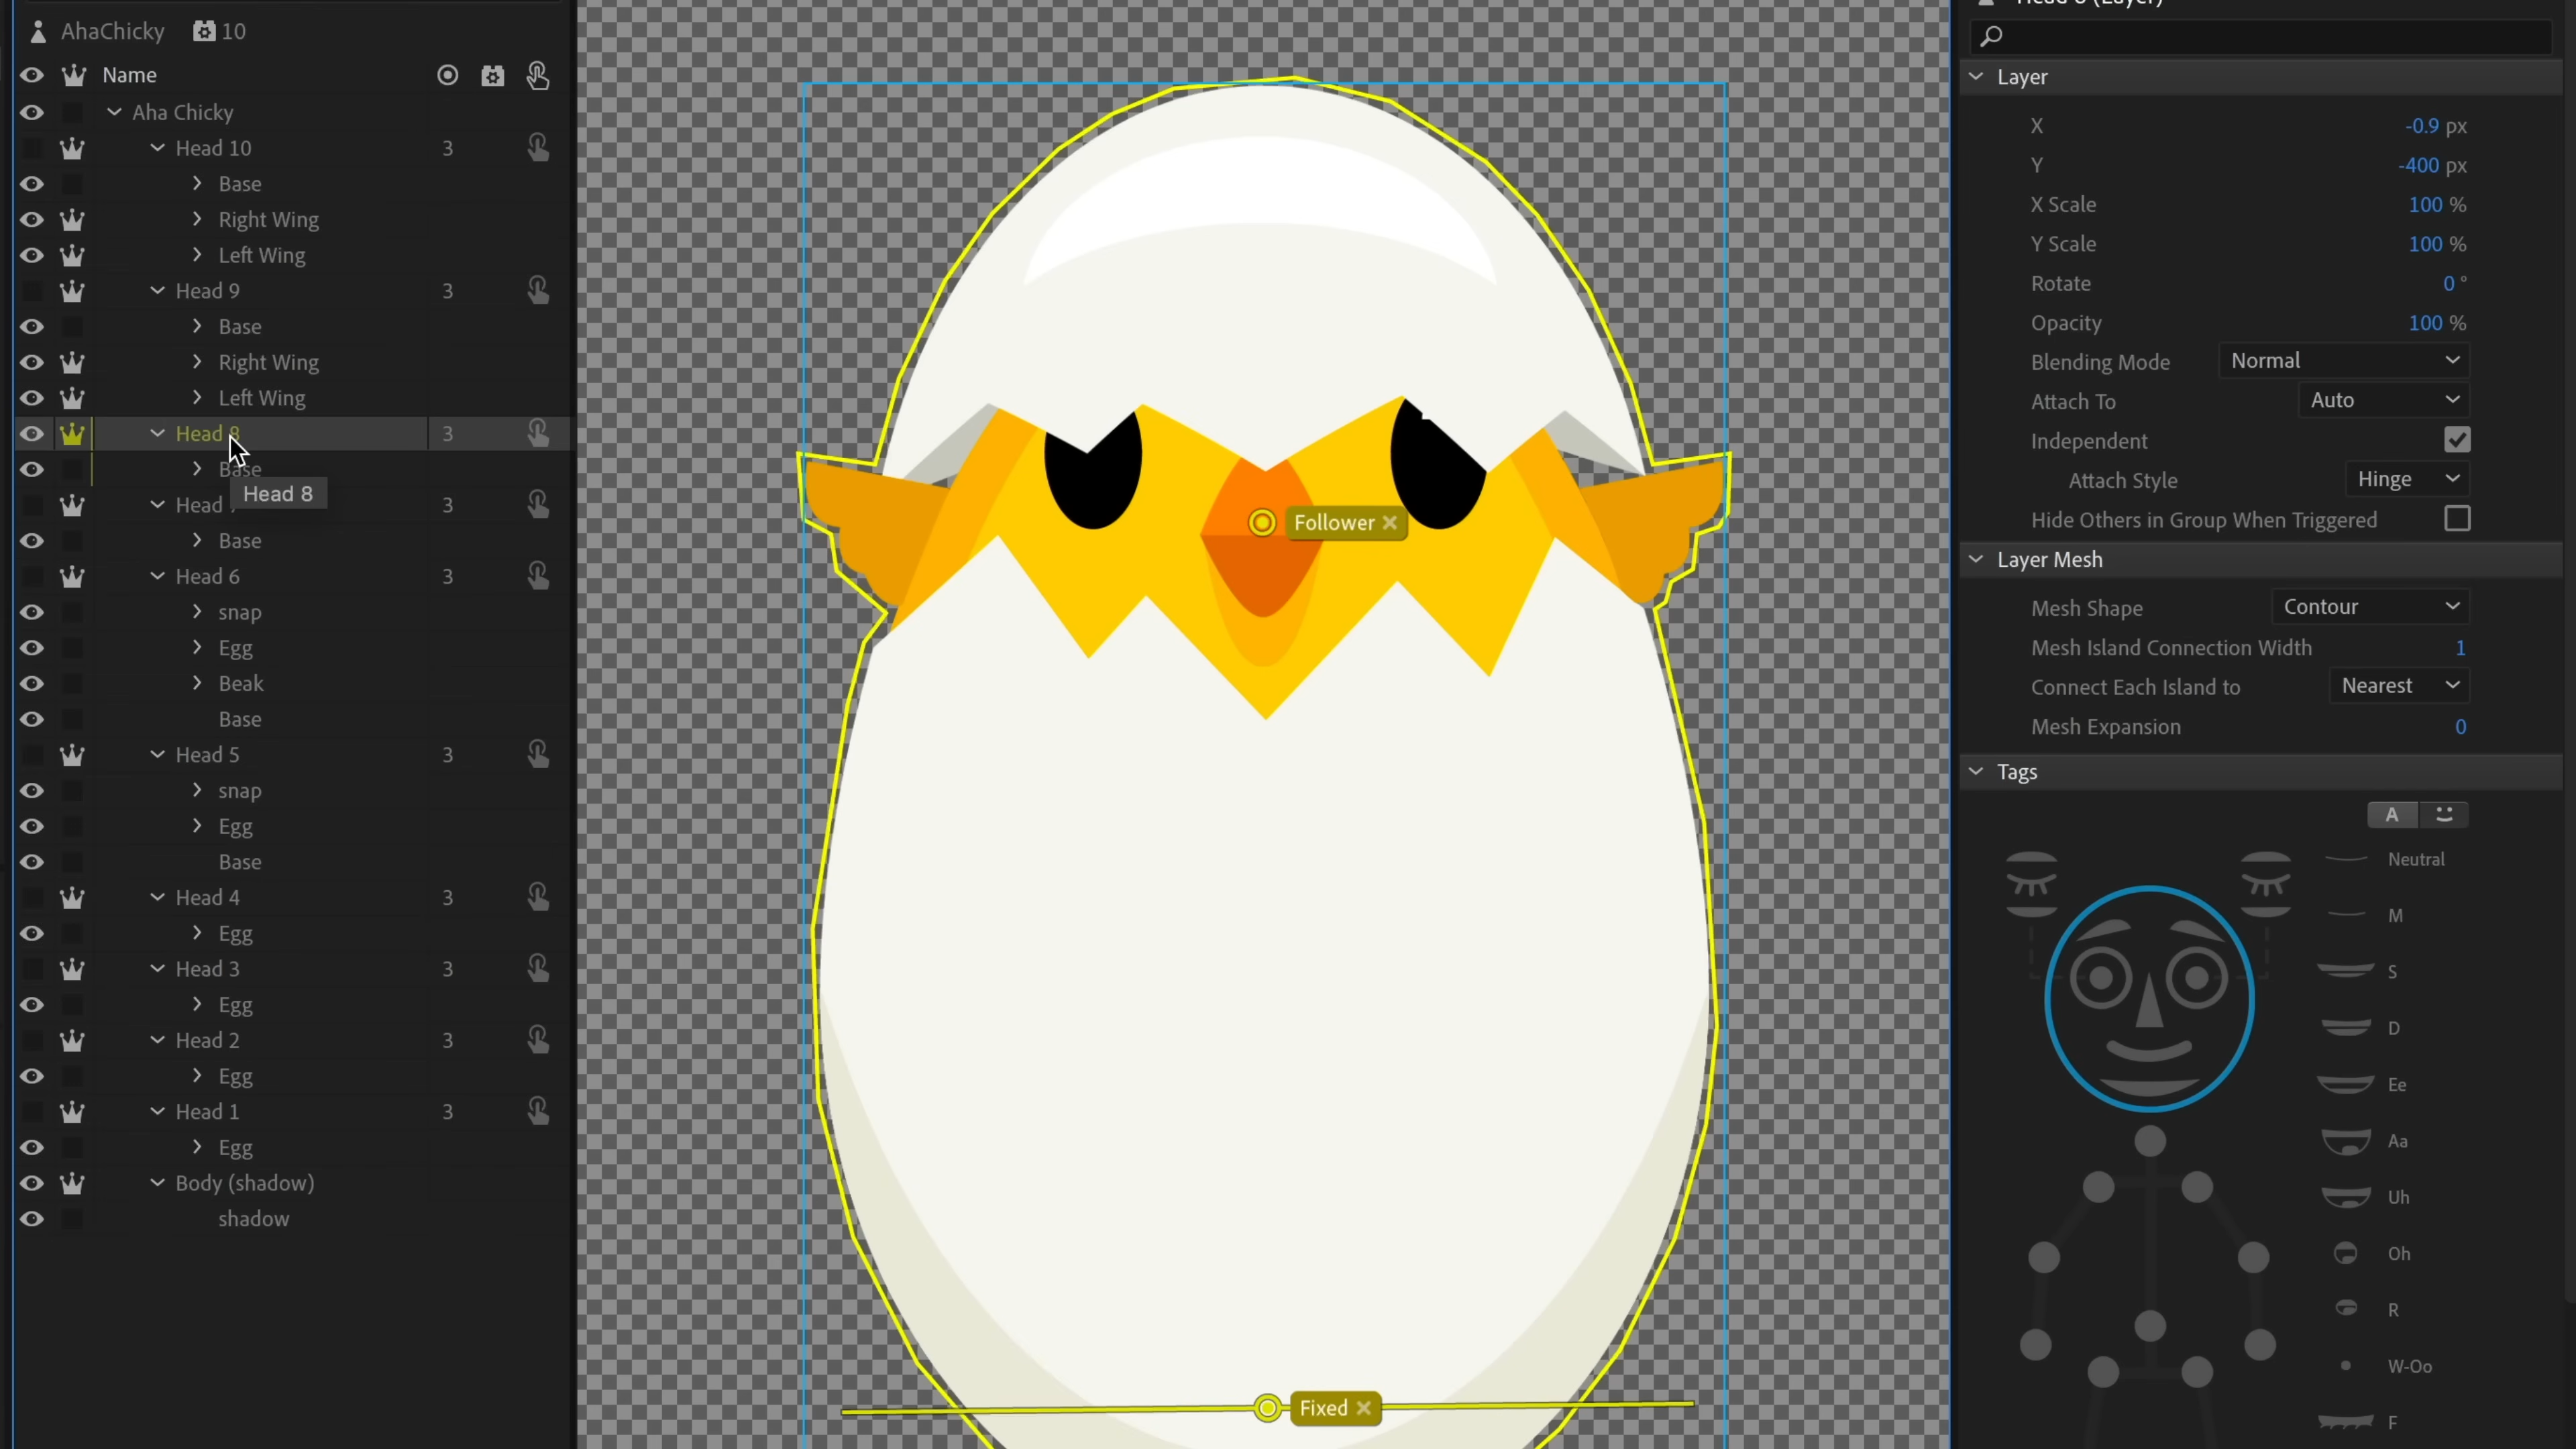 AhaChicky 10
Name
Aha Chicky
Head 10 3
Base
Right Wing
Left Wing
Head 9 3
Base
Right Wing
Left Wing
Head 8 3
Base
Head 8
Head 3
Base
Head 6 3
snap
Egg
Beak
Base
Head 5 3
snap
Egg
Base
Head 4 3
Egg
Head 3 3
Egg
Head 2 3
Egg
Head 1 3
Egg
Body (shadow)
shadow
Follower
Fixed
Layer
X -0.9 px
Y -400 px
X Scale 100 %
Y Scale 100 %
Rotate 0 °
Opacity 100 %
Blending Mode Normal
Attach To Auto
Independent
Attach Style Hinge
Hide Others in Group When Triggered
Layer Mesh
Mesh Shape Contour
Mesh Island Connection Width 1
Connect Each Island to Nearest
Mesh Expansion 0
Tags
A
Neutral
M
S
D
Ee
Aa
Uh
Oh
R
W-Oo
F